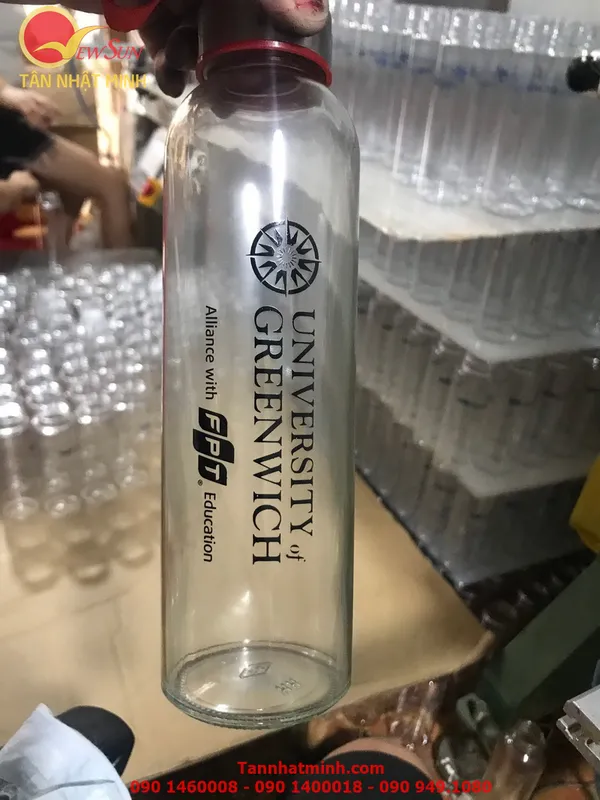 NEWSUN
TÂN NHẬT MINH
UNIVERSITY of
GREENWICH
Alliance with FPT® Education
Tannhatminh.com
090 1460008 - 090 1400018 - 090 949 1080